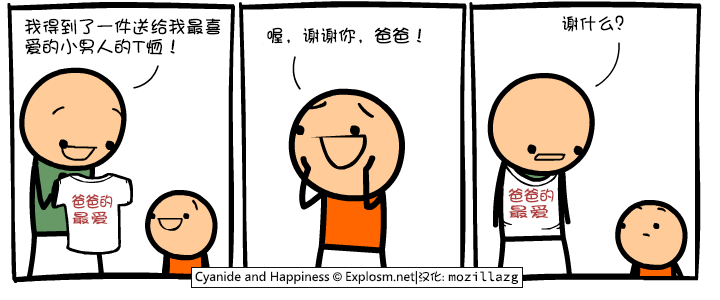 我得到了一件送给我最喜
爱的小男人的T恤！
爸爸的
最爱
喔，谢谢你，爸爸！
谢什么？
爸爸的
最爱
Cyanide and Happiness © Explosm.net|汉化: mozillazg